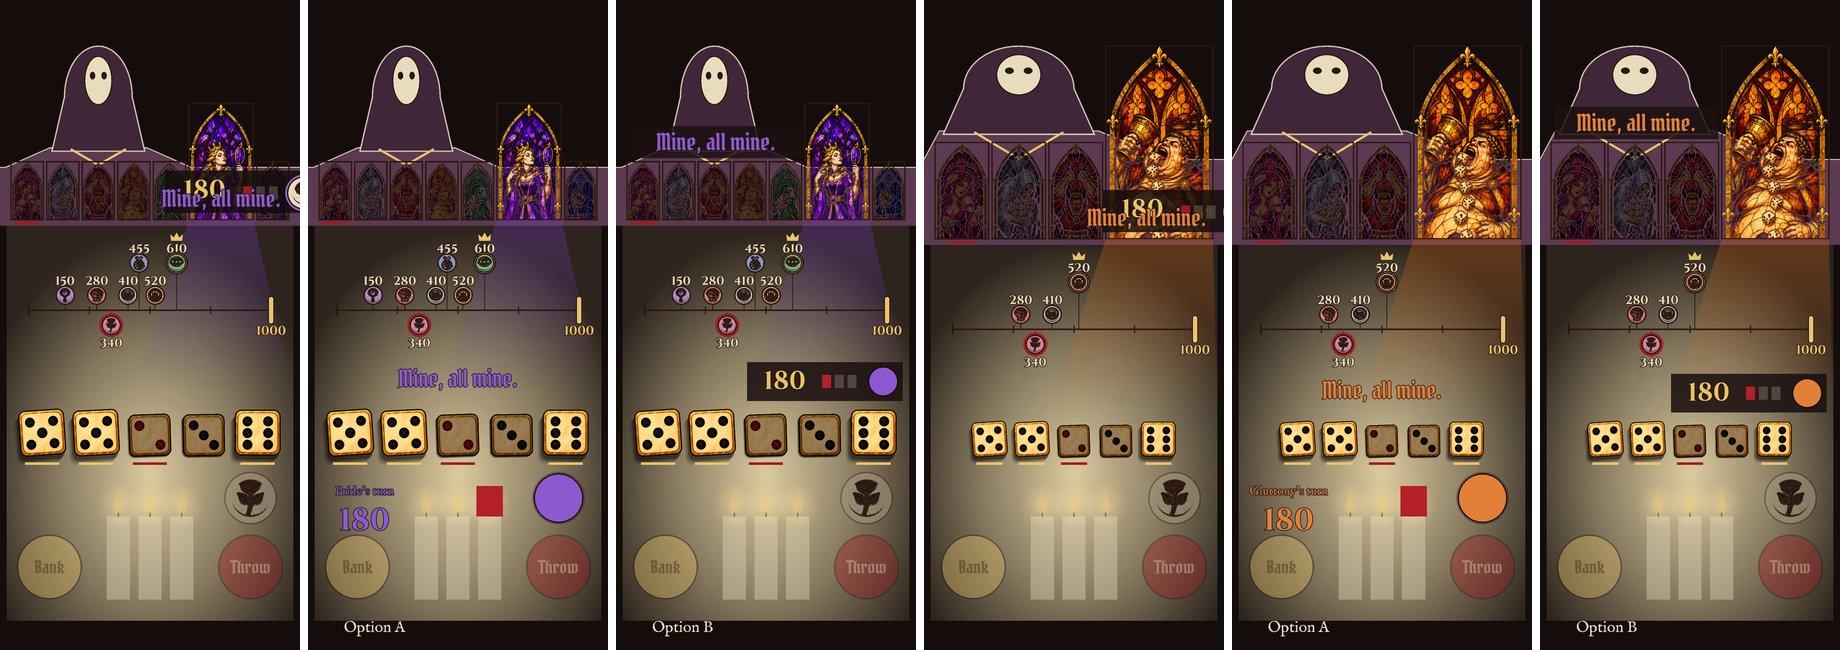 180
Mine, all mine.
455 610
150 280 410 520
1000
340
Bank
Throw
455 610
150 280 410 520
1000
340
Mine, all mine.
Pride's turn
180
Bank
Throw
Option A
Mine, all mine.
455 610
150 280 410 520
1000
340
180
Bank
Throw
Option B
180
Mine, all mine.
520
280 410
1000
340
Bank
Throw
520
280 410
1000
340
Mine, all mine.
Gluttony's turn
180
Bank
Throw
Option A
Mine, all mine.
520
280 410
1000
340
180
Bank
Throw
Option B